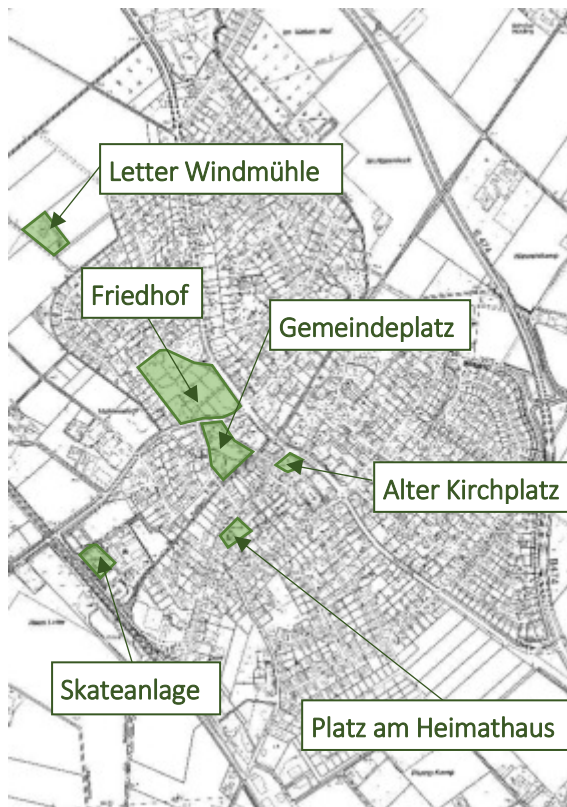 Letter Windmühle
Friedhof
Gemeindeplatz
Alter Kirchplatz
Skateanlage
Platz am Heimathaus